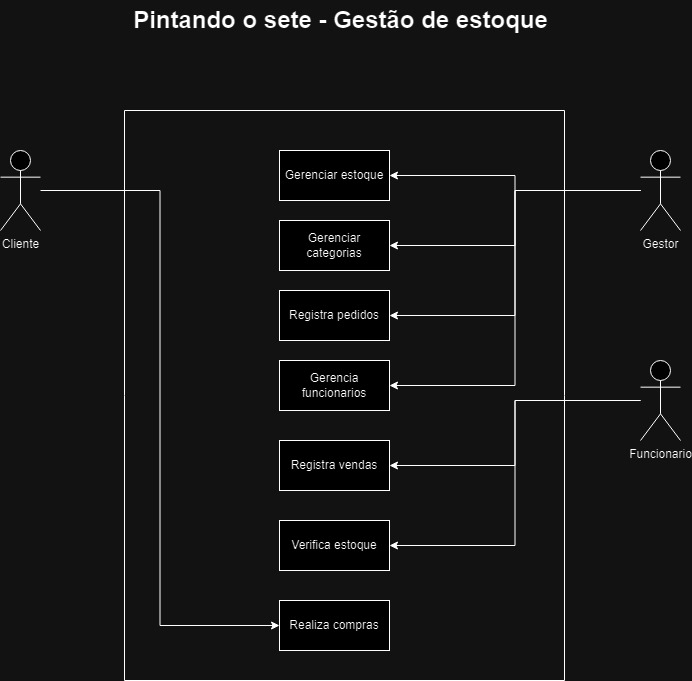 Pintando o sete - Gestão de estoque
Gerenciar estoque
Cliente
Gestor
Gerenciar
categorias
Registra pedidos
Gerencia
funcionarios
Funcionario
Registra vendas
Verifica estoque
Realiza compras